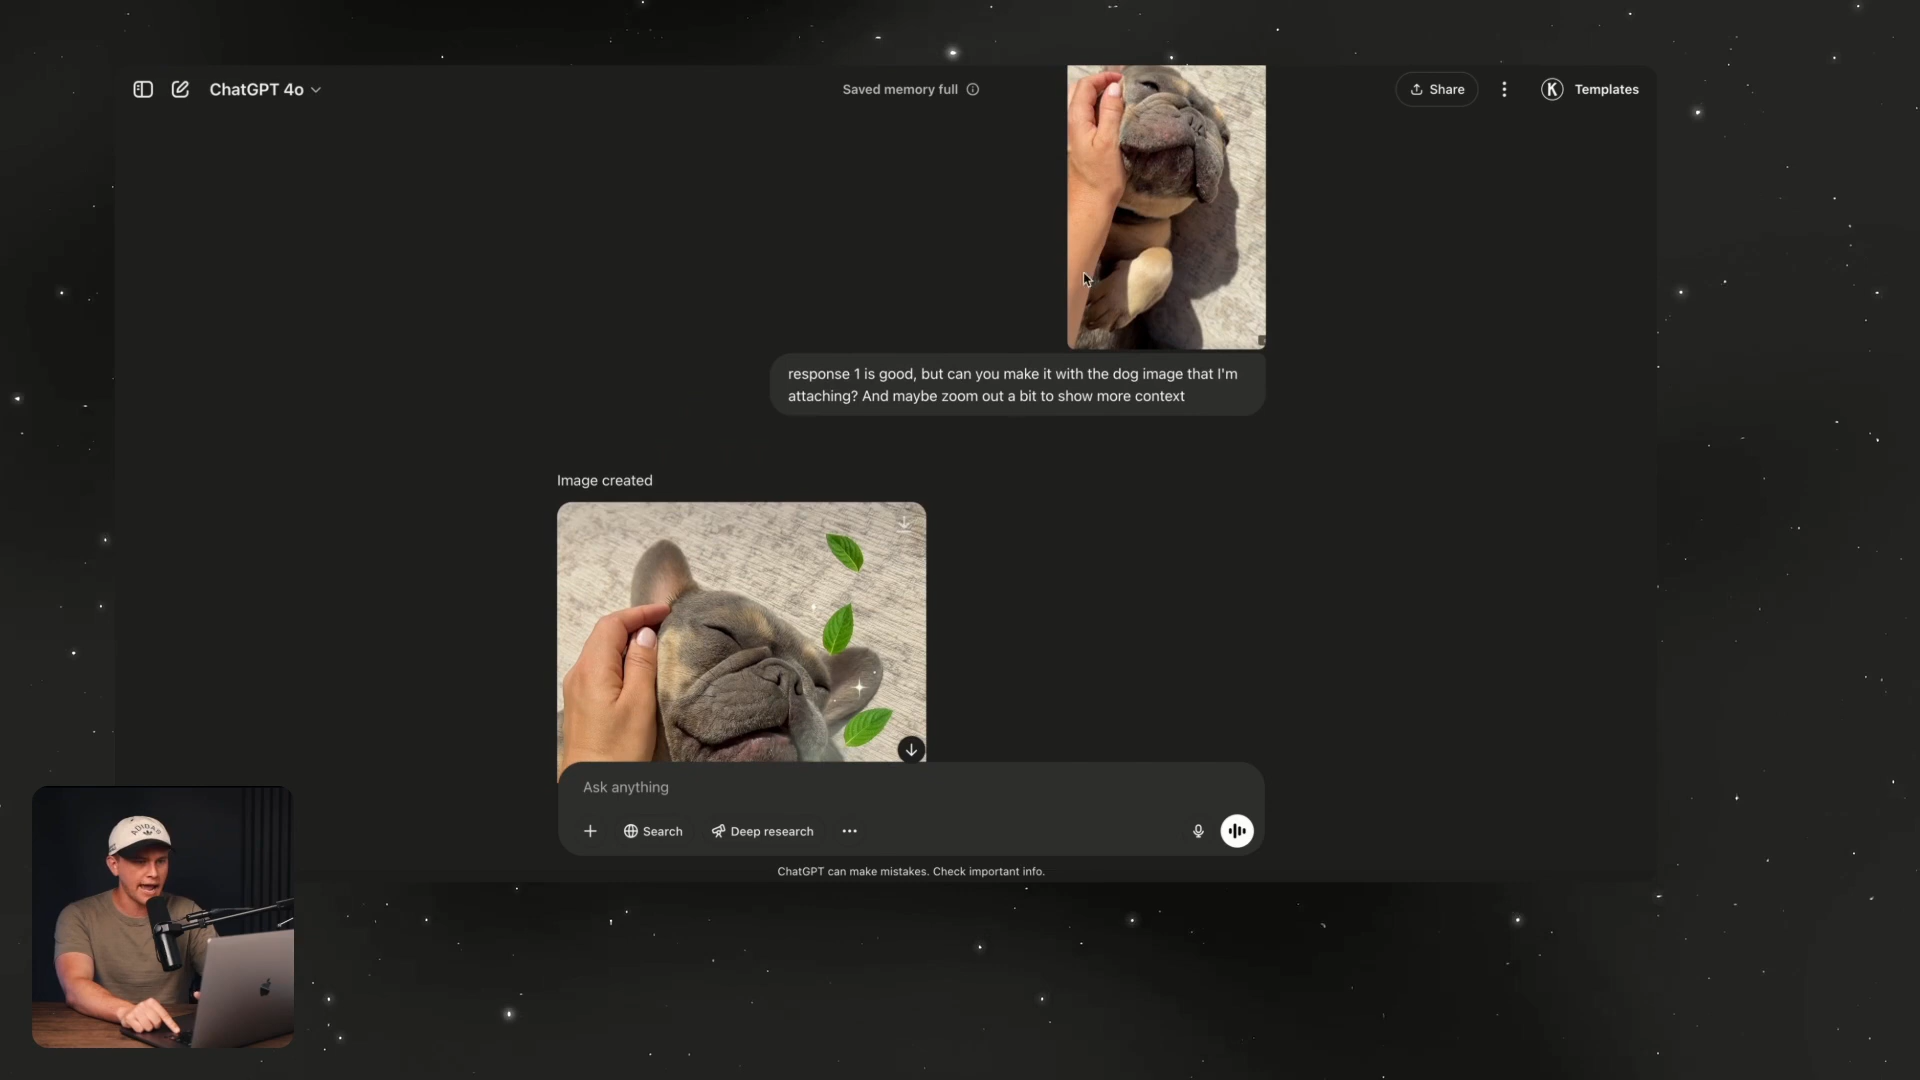 ChatGPT 4o
Saved memory full
Share
K
Templates
response 1 is good, but can you make it with the dog image that I'm
attaching? And maybe zoom out a bit to show more context
Image created
Ask anything
Search
Deep research
ChatGPT can make mistakes. Check important info.
ADIDAS